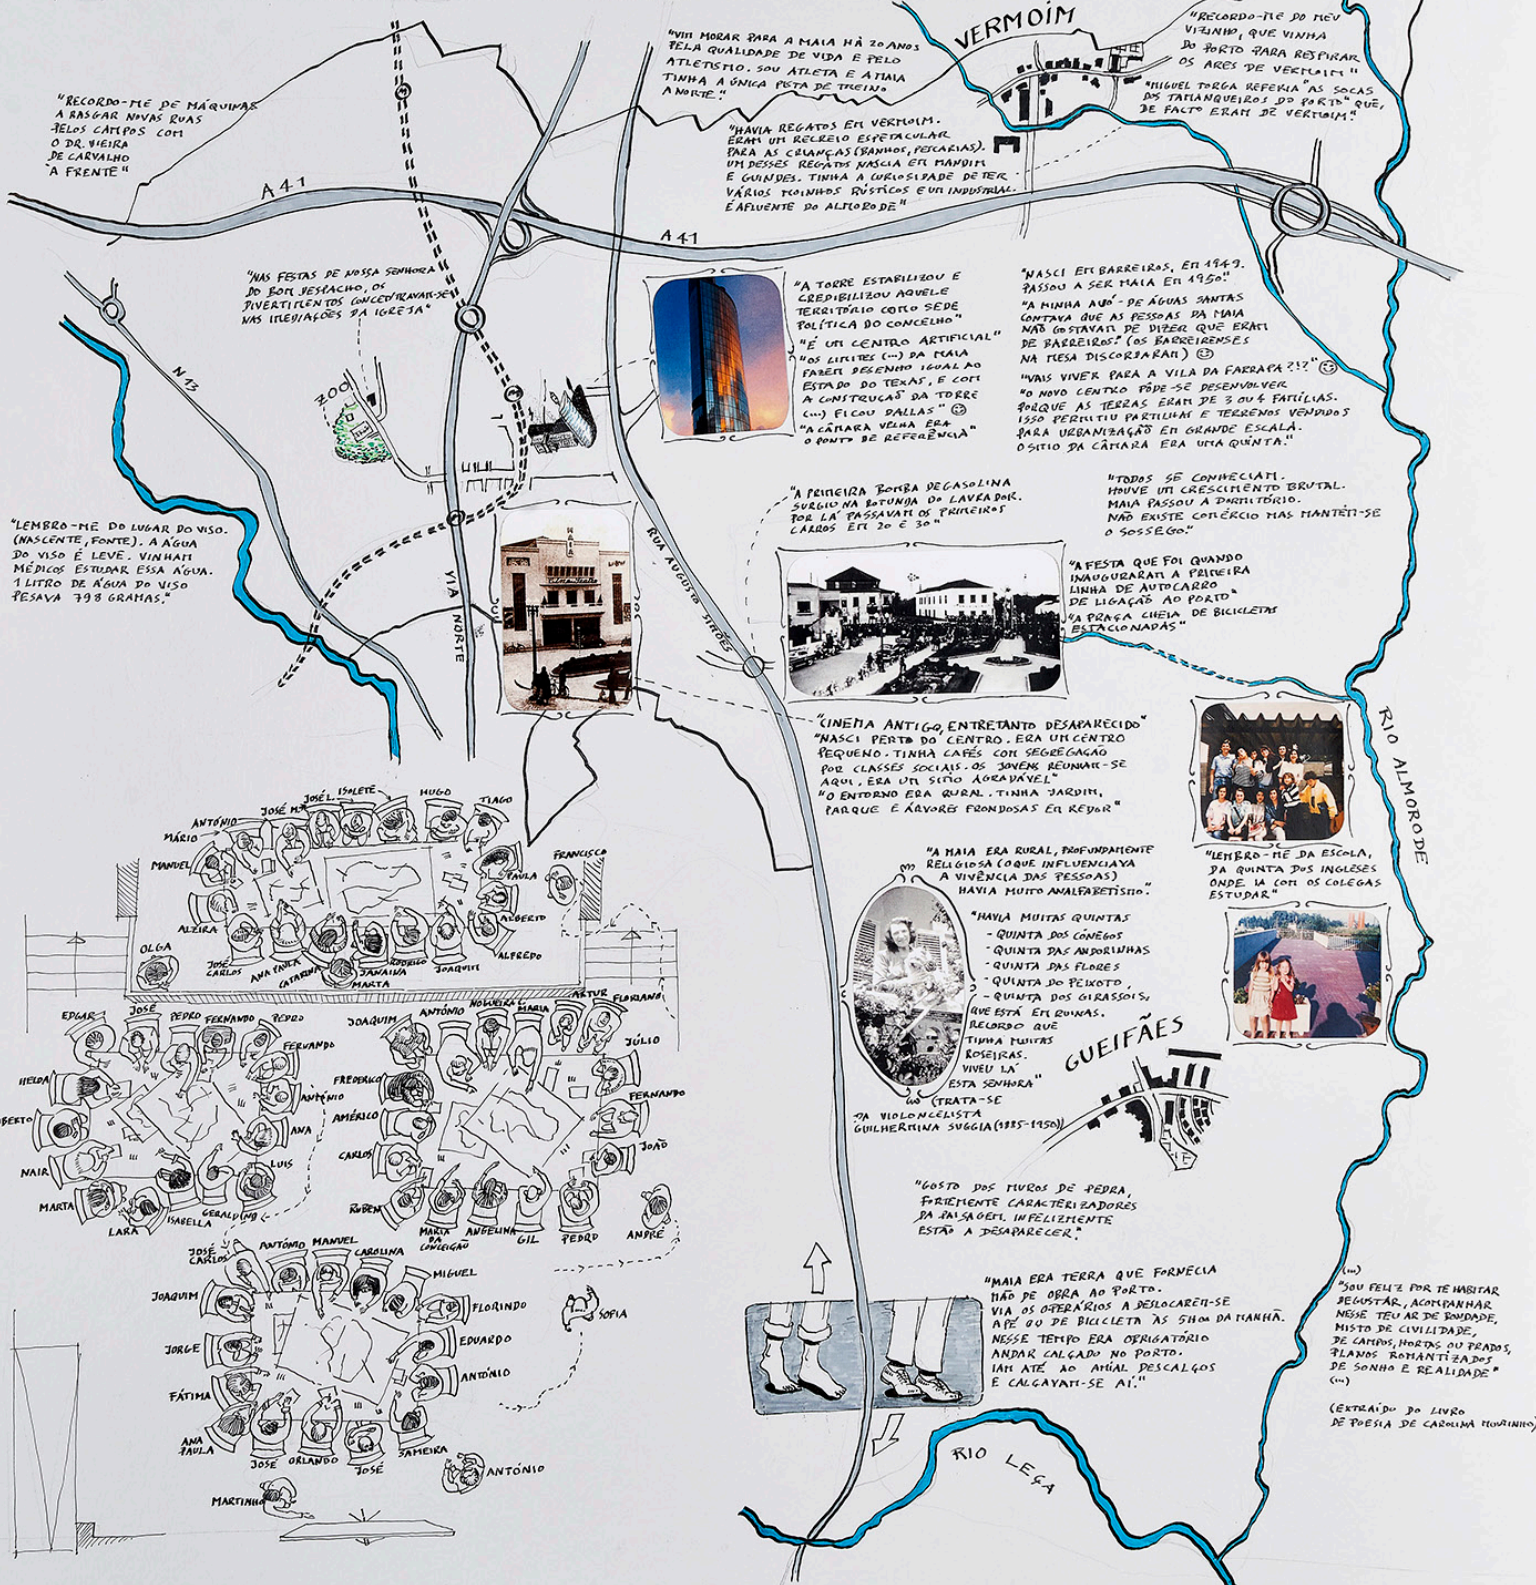 "VIM MORAR PARA A MAIA HÁ 20 ANOS
PELA QUALIDADE DE VIDA E PELO
ATLETISMO. SOU ATLETA E A MAIA
TINHA A ÚNICA PISTA DE TREINO
A NORTE."
VERMOIM
"RECORDO-ME DO MEU
VIZINHO, QUE VINHA
DO PORTO PARA RESPIRAR
OS ARES DE VERMOIM"
"MIGUEL TORGA REFERIA "AS SOCAS
DOS TAMANQUEIROS DO PORTO" QUE,
DE FACTO ERAM DE VERMOIM."
"RECORDO-ME DE MÁQUINAS
A RASGAR NOVAS RUAS
PELOS CAMPOS COM
O DR. VIEIRA
DE CARVALHO
À FRENTE"
"HAVIA REGATOS EM VERMOIM.
ERAM UM RECREIO ESPETACULAR
PARA AS CRIANÇAS (BANHOS, PESCARIAS).
UM DESSES REGATOS NASCIA EM MANDIM
E GUINDES. TINHA A CURIOSIDADE DE TER
VÁRIOS MOINHOS RÚSTICOS E UM INDUSTRIAL.
É AFLUENTE DO ALMORODE"
A 41
A 41
"NAS FESTAS DE NOSSA SENHORA
DO BOM DESPACHO, OS
DIVERTIMENTOS CONCENTRAVAM-SE
NAS IMEDIAÇÕES DA IGREJA"
N 13
ZOO
"A TORRE ESTABILIZOU E
CREDIBILIZOU AQUELE
TERRITÓRIO COMO SEDE
POLÍTICA DO CONCELHO"
"É UM CENTRO ARTIFICIAL"
"OS LIMITES (...) DA MAIA
FAZEM DESENHO IGUAL AO
ESTADO DO TEXAS, E COM
A CONSTRUÇÃO DA TORRE
(...) FICOU DALLAS"
"A CÂMARA VELHA ERA
O PONTO DE REFERÊNCIA"
"NASCI EM BARREIROS, EM 1949.
PASSOU A SER MAIA EM 1950."
"A MINHA AVÓ - DE ÁGUAS SANTAS
CONTAVA QUE AS PESSOAS DA MAIA
NÃO GOSTAVAM DE DIZER QUE ERAM
DE BARREIROS." (OS BARREIRENSES
NA MESA DISCORDARAM)
"VAIS VIVER PARA A VILA DA FARRAPA?!?"
"O NOVO CENTRO PÔDE-SE DESENVOLVER
PORQUE AS TERRAS ERAM DE 3 OU 4 FAMÍLIAS.
ISSO PERMITIU PARTILHAS E TERRENOS VENDIDOS
PARA URBANIZAÇÃO EM GRANDE ESCALA.
O SITIO DA CÂMARA ERA UMA QUINTA."
"LEMBRO-ME DO LUGAR DO VISO.
(NASCENTE, FONTE). A ÁGUA
DO VISO É LEVE. VINHAM
MÉDICOS ESTUDAR ESSA ÁGUA.
1 LITRO DE ÁGUA DO VISO
PESAVA 798 GRAMAS."
"A PRIMEIRA BOMBA DE GASOLINA
SURGIU NA ROTUNDA DO LAVRADOR.
POR LÁ PASSAVAM OS PRIMEIROS
CARROS EM 20 E 30"
"TODOS SE CONHECIAM.
HOUVE UM CRESCIMENTO BRUTAL.
MAIA PASSOU A DORMITÓRIO.
NÃO EXISTE COMÉRCIO MAS MANTÉM-SE
O SOSSEGO."
VIA NORTE
MAIA
RUA AUGUSTO SIMÕES
"A FESTA QUE FOI QUANDO
INAUGURARAM A PRIMEIRA
LINHA DE AUTOCARRO
DE LIGAÇÃO AO PORTO"
"A PRAÇA CHEIA DE BICICLETAS
ESTACIONADAS"
"CINEMA ANTIGO, ENTRETANTO DESAPARECIDO"
"NASCI PERTO DO CENTRO. ERA UM CENTRO
PEQUENO. TINHA CAFÉS COM SEGREGAÇÃO
POR CLASSES SOCIAIS. OS JOVENS REUNIAM-SE
AQUI. ERA UM SITIO AGRADÁVEL"
"O ENTORNO ERA RURAL. TINHA JARDIM,
PARQUE E ÁRVORES FRONDOSAS EM REDOR"
RIO ALMORODE
"LEMBRO-ME DA ESCOLA,
DA QUINTA DOS INGLESES
ONDE IA COM OS COLEGAS
ESTUDAR"
"A MAIA ERA RURAL, PROFUNDAMENTE
RELIGIOSA (O QUE INFLUENCIAVA
A VIVÊNCIA DAS PESSOAS)
HAVIA MUITO ANALFABETISMO."
"HAVIA MUITAS QUINTAS
- QUINTA DOS CÓNEGOS
- QUINTA DAS ANDORINHAS
- QUINTA DAS FLORES
- QUINTA DO PEIXOTO,
- QUINTA DOS GIRASSOIS,
QUE ESTÁ EM RUINAS.
RECORDO QUE
TINHA MUITAS
ROSEIRAS.
VIVEU LÁ
ESTA SENHORA"
(TRATA-SE
DA VIOLONCELISTA
GUILHERMINA SUGGIA (1885-1950))
GUEIFÃES
ANTÓNIO
MÁRIO
MANUEL
ALZIRA
JOSÉ M.
JOSÉ L.
ISOLETE
HUGO
TIAGO
PAULA
FRANCISCO
ALBERTO
ALFREDO
OLGA
JOSÉ
CARLOS
ANA PAULA
CATARINA
JANAINA
MARTA
RODRIGO
JOAQUIM
EDGAR
JOSÉ
PEDRO
FERNANDO
PEDRO
FERNANDO
HELDA
ANTÓNIO
ANA
NAIR
LUIS
MARTA
LARA
ISABELLA
GERALDINO
JOAQUIM
ANTÓNIO
NOGUEIRA C.
MARIA
ARTUR
FLORIANO
JÚLIO
FREDERICO
FERNANDO
AMÉRICO
CARLOS
JOÃO
RUBEN
MARIA
DA
CONCEIÇÃO
ANGELINA
GIL
PEDRO
ANDRÉ
JOSÉ
CARLOS
ANTÓNIO
MANUEL
CAROLINA
MIGUEL
JOAQUIM
FLORINDO
SOFIA
JORGE
EDUARDO
FÁTIMA
ANTÓNIO
ANA
PAULA
JOSÉ
ORLANDO
JOSÉ
SAMEIRA
ANTÓNIO
MARTINHO
"GOSTO DOS MUROS DE PEDRA,
FORTEMENTE CARACTERIZADORES
DA PAISAGEM. INFELIZMENTE
ESTÃO A DESAPARECER."
"MAIA ERA TERRA QUE FORNECIA
MÃO DE OBRA AO PORTO.
VIA OS OPERÁRIOS A DESLOCAREM-SE
A PÉ OU DE BICICLETA ÀS 5H00 DA MANHÃ.
NESSE TEMPO ERA OBRIGATÓRIO
ANDAR CALÇADO NO PORTO.
IAM ATÉ AO AMIAL DESCALÇOS
E CALÇAVAM-SE AÍ."
(...)
"SOU FELIZ POR TE HABITAR
DEGUSTAR, ACOMPANHAR
NESSE TEU AR DE BONDADE,
MISTO DE CIVILIDADE,
DE CAMPOS, HORTAS OU PRADOS,
PLANOS ROMANTIZADOS
DE SONHO E REALIDADE"
(...)
(EXTRAÍDO DO LIVRO
DE POESIA DE CAROLINA MOURINHO)
RIO LEÇA